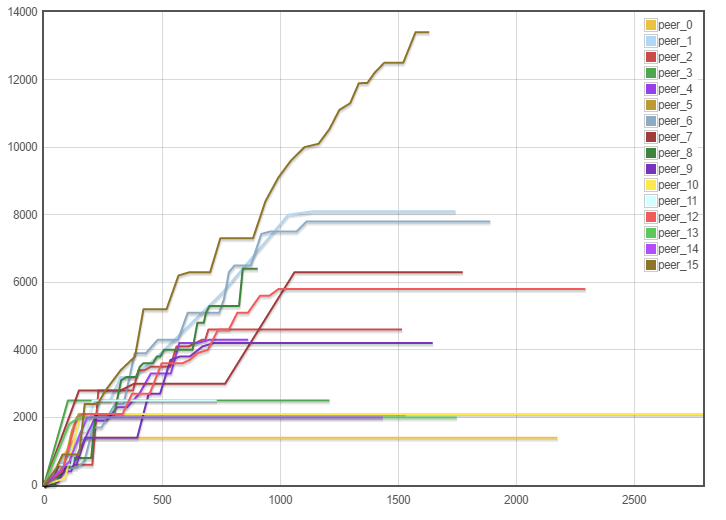 14000
12000
10000
8000
6000
4000
2000
0
0
500
1000
1500
2000
2500
peer_0
peer_1
peer_2
peer_3
peer_4
peer_5
peer_6
peer_7
peer_8
peer_9
peer_10
peer_11
peer_12
peer_13
peer_14
peer_15